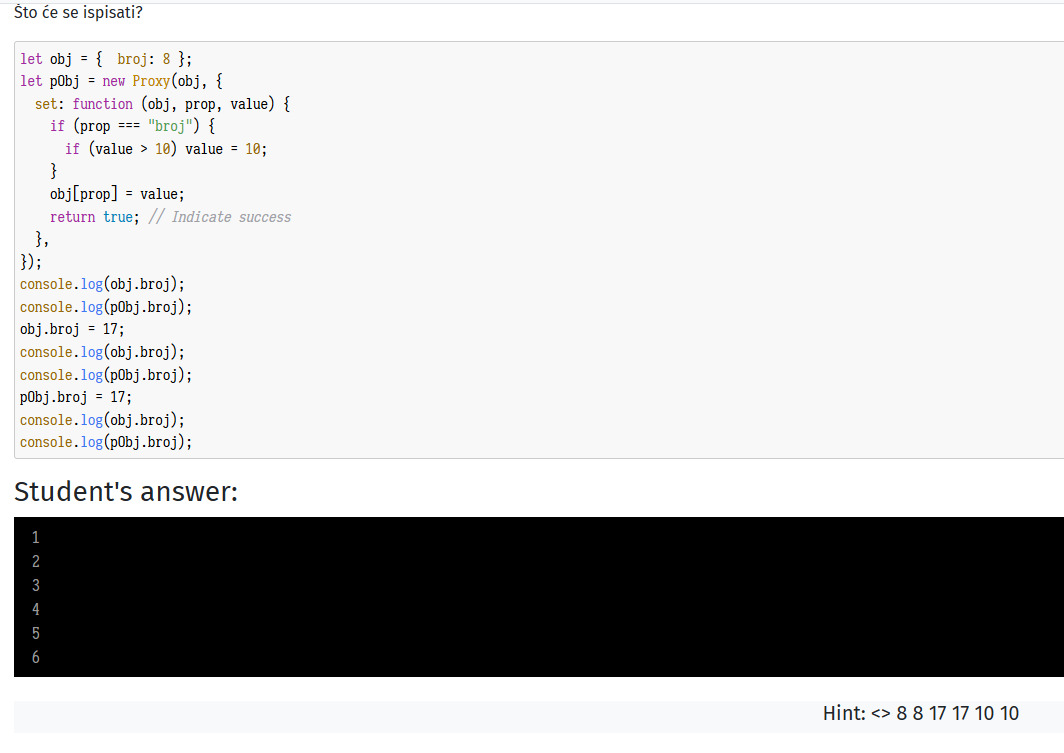 Što će se ispisati?
let obj = {  broj: 8 };
let pObj = new Proxy(obj, {
  set: function (obj, prop, value) {
    if (prop === "broj") {
      if (value > 10) value = 10;
    }
    obj[prop] = value;
    return true; // Indicate success
  },
});
console.log(obj.broj);
console.log(pObj.broj);
obj.broj = 17;
console.log(obj.broj);
console.log(pObj.broj);
pObj.broj = 17;
console.log(obj.broj);
console.log(pObj.broj);
Student's answer:
1
2
3
4
5
6
Hint: <> 8 8 17 17 10 10